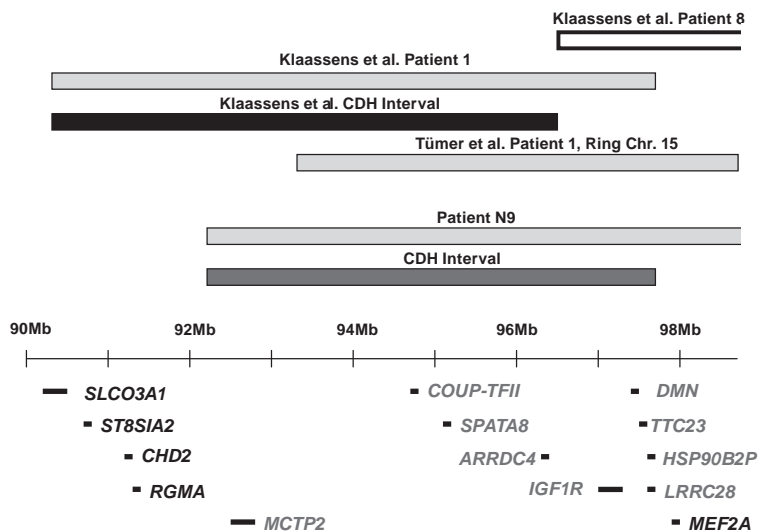 Klaassens et al. Patient 8
Klaassens et al. Patient 1
Klaassens et al. CDH Interval
Tümer et al. Patient 1, Ring Chr. 15
Patient N9
CDH Interval
90Mb 92Mb 94Mb 96Mb 98Mb
SLCO3A1 COUP-TFII DMN
ST8SIA2 SPATA8 TTC23
CHD2 ARRDC4 HSP90B2P
RGMA IGF1R LRRC28
MCTP2 MEF2A